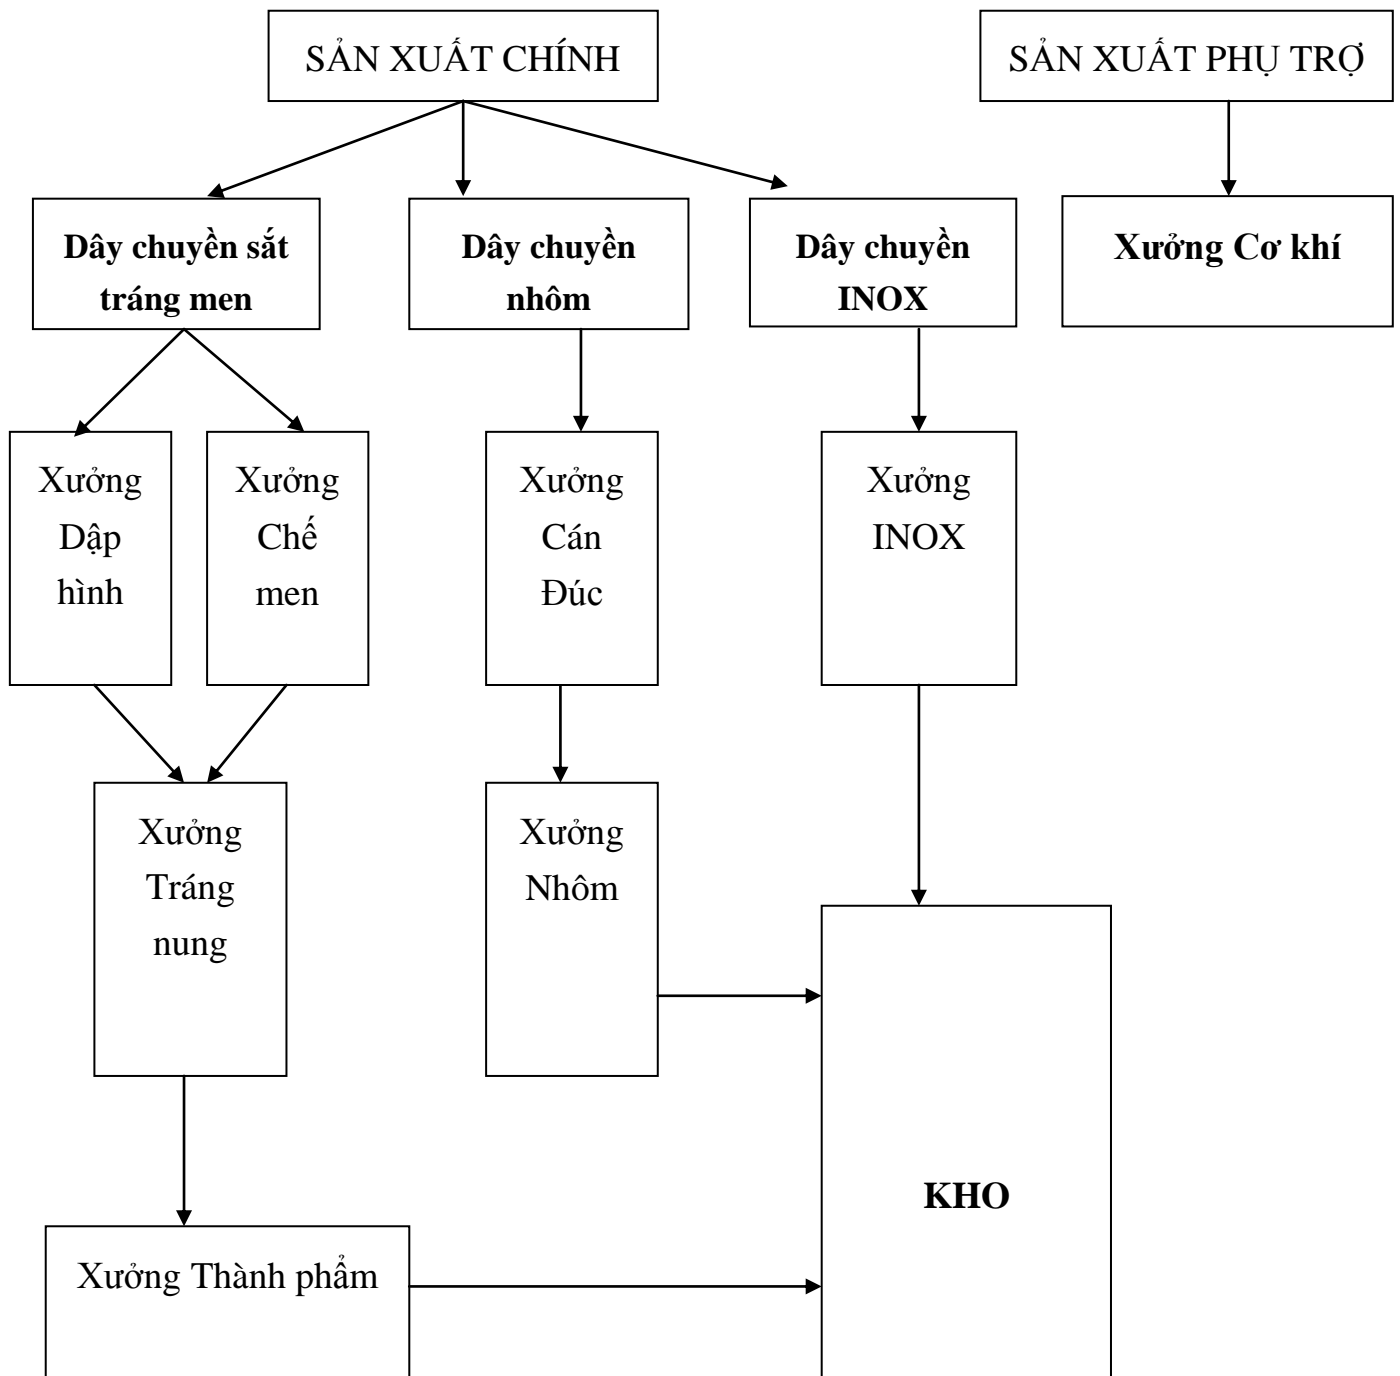 SẢN XUẤT CHÍNH
SẢN XUẤT PHỤ TRỢ
Dây chuyền sắt
tráng men
Dây chuyền
nhôm
Dây chuyền
INOX
Xưởng Cơ khí
Xưởng
Dập
hình
Xưởng
Chế
men
Xưởng
Cán
Đúc
Xưởng
INOX
Xưởng
Tráng
nung
Xưởng
Nhôm
KHO
Xưởng Thành phẩm